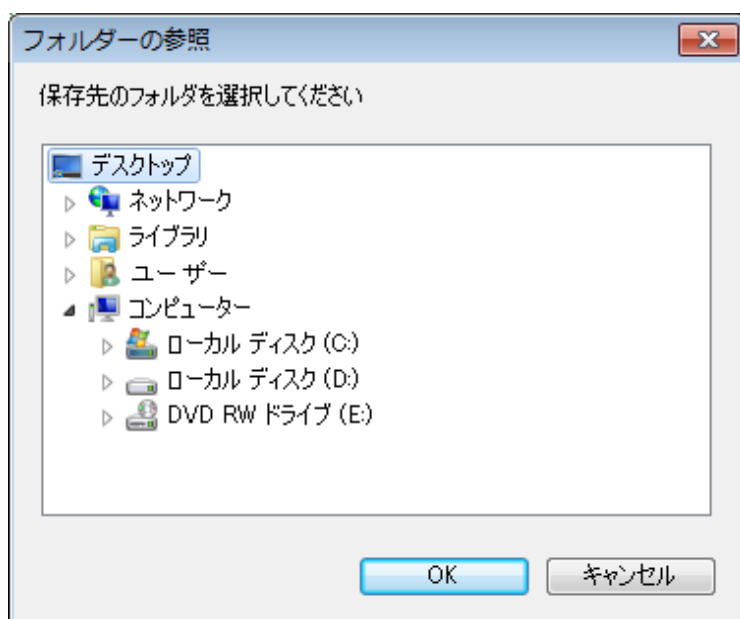 フォルダーの参照
保存先のフォルダを選択してください
デスクトップ
ネットワーク
ライブラリ
ユーザー
コンピューター
ローカル ディスク (C:)
ローカル ディスク (D:)
DVD RW ドライブ (E:)
OK キャンセル